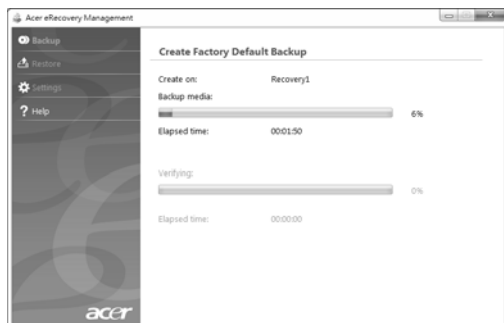 Acer eRecovery Management
Backup
Restore
Settings
Help
Create Factory Default Backup
Create on: Recovery1
Backup media:
6%
Elapsed time: 00:01:50
Verifying:
0%
Elapsed time: 00:00:00
acer